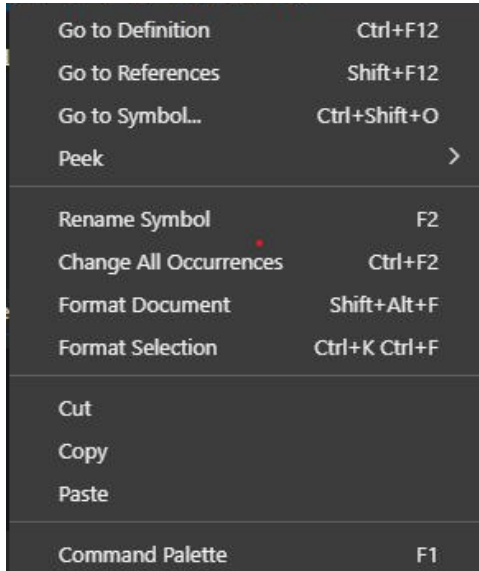 Go to Definition Ctrl+F12
Go to References Shift+F12
Go to Symbol... Ctrl+Shift+O
Peek >
Rename Symbol F2
Change All Occurrences Ctrl+F2
Format Document Shift+Alt+F
Format Selection Ctrl+K Ctrl+F
Cut
Copy
Paste
Command Palette F1